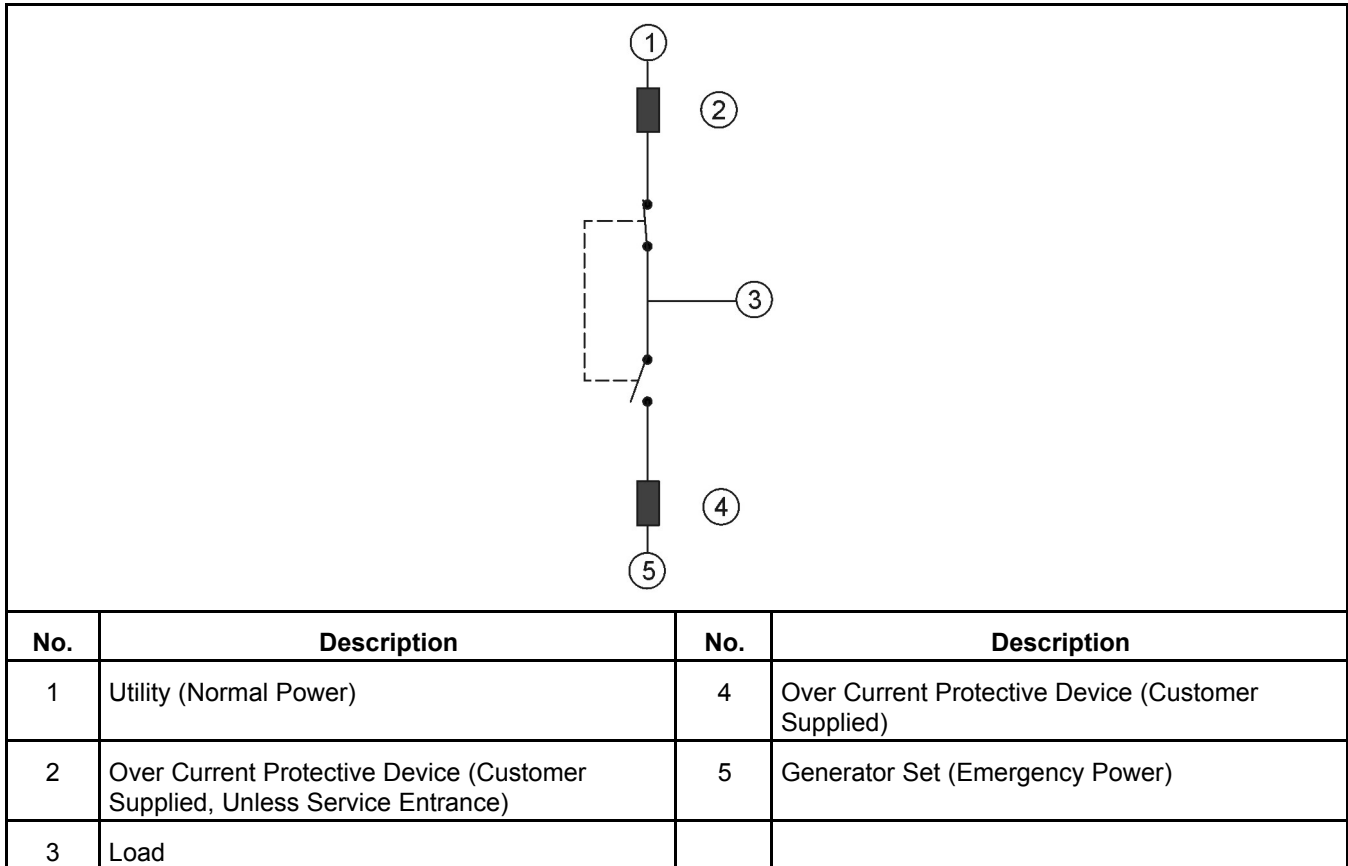 1
2
3
4
5
No. Description No. Description
1 Utility (Normal Power) 4 Over Current Protective Device (Customer
Supplied)
2 Over Current Protective Device (Customer
Supplied, Unless Service Entrance) 5 Generator Set (Emergency Power)
3 Load